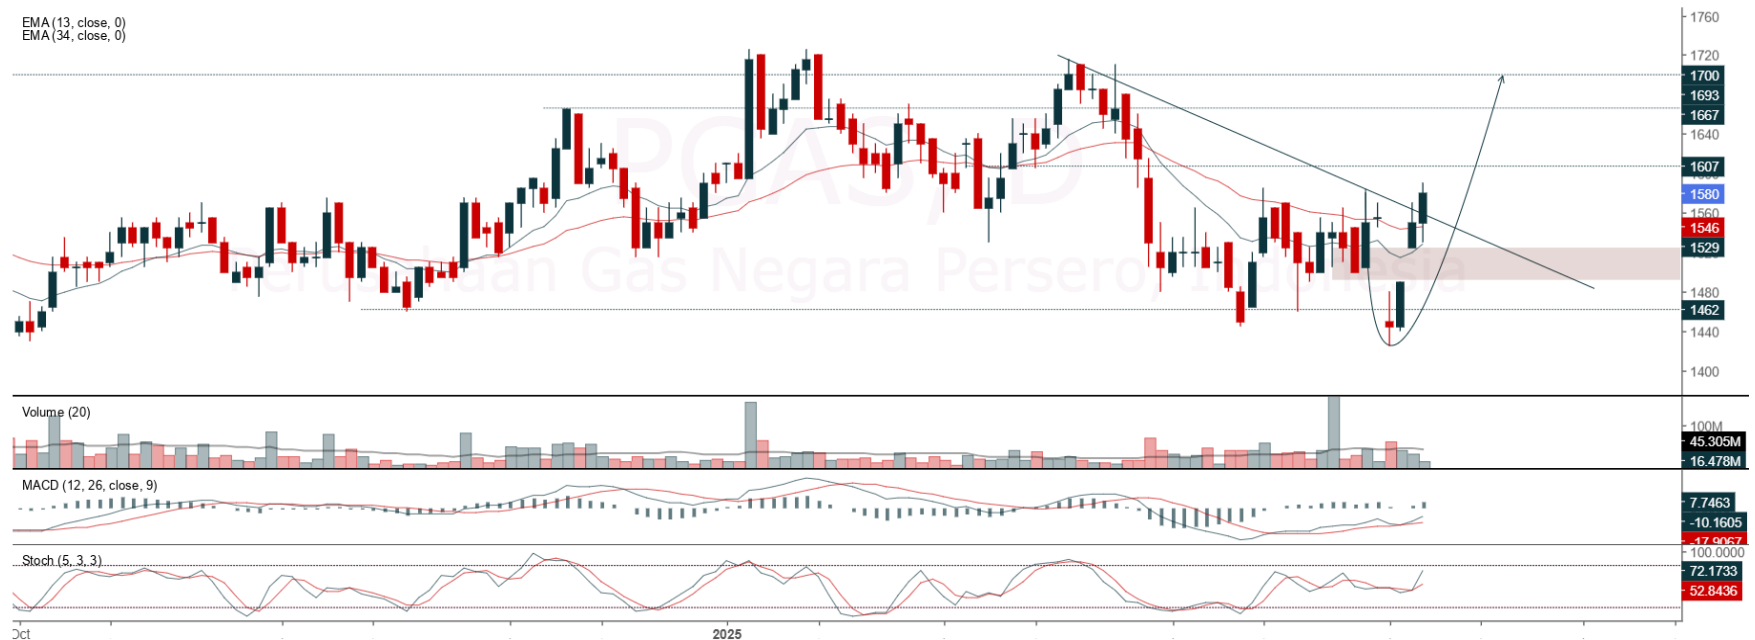 EMA (13, close, 0)
EMA (34, close, 0)
PGAS, D
Perusahaan Gas Negara Persero, Indonesia
1760
1720
1700
1693
1667
1640
1607
1580
1560
1546
1529
1480
1462
1440
1400
Volume (20)
100M
45.305M
16.478M
MACD (12, 26, close, 9)
7.7463
-10.1605
-17.9067
Stoch (5, 3, 3)
100.0000
72.1733
52.8436
Oct
2025